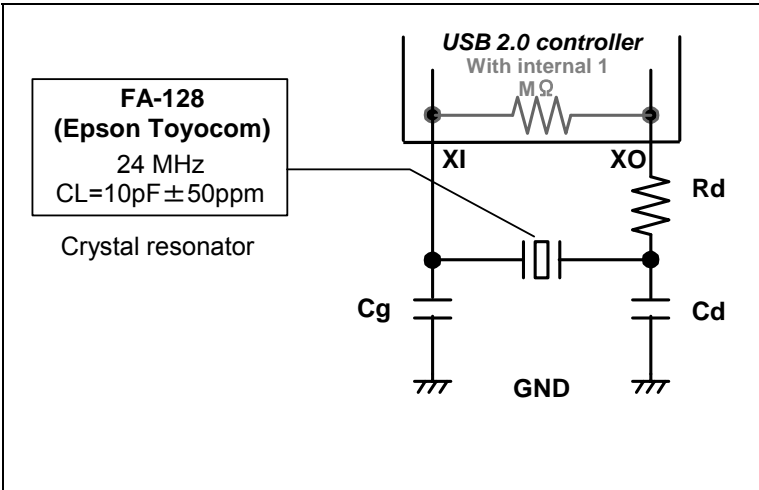 USB 2.0 controller
With internal 1
MΩ
FA-128
(Epson Toyocom)
24 MHz
CL=10pF±50ppm
Crystal resonator
XI
XO
Rd
Cg
Cd
GND